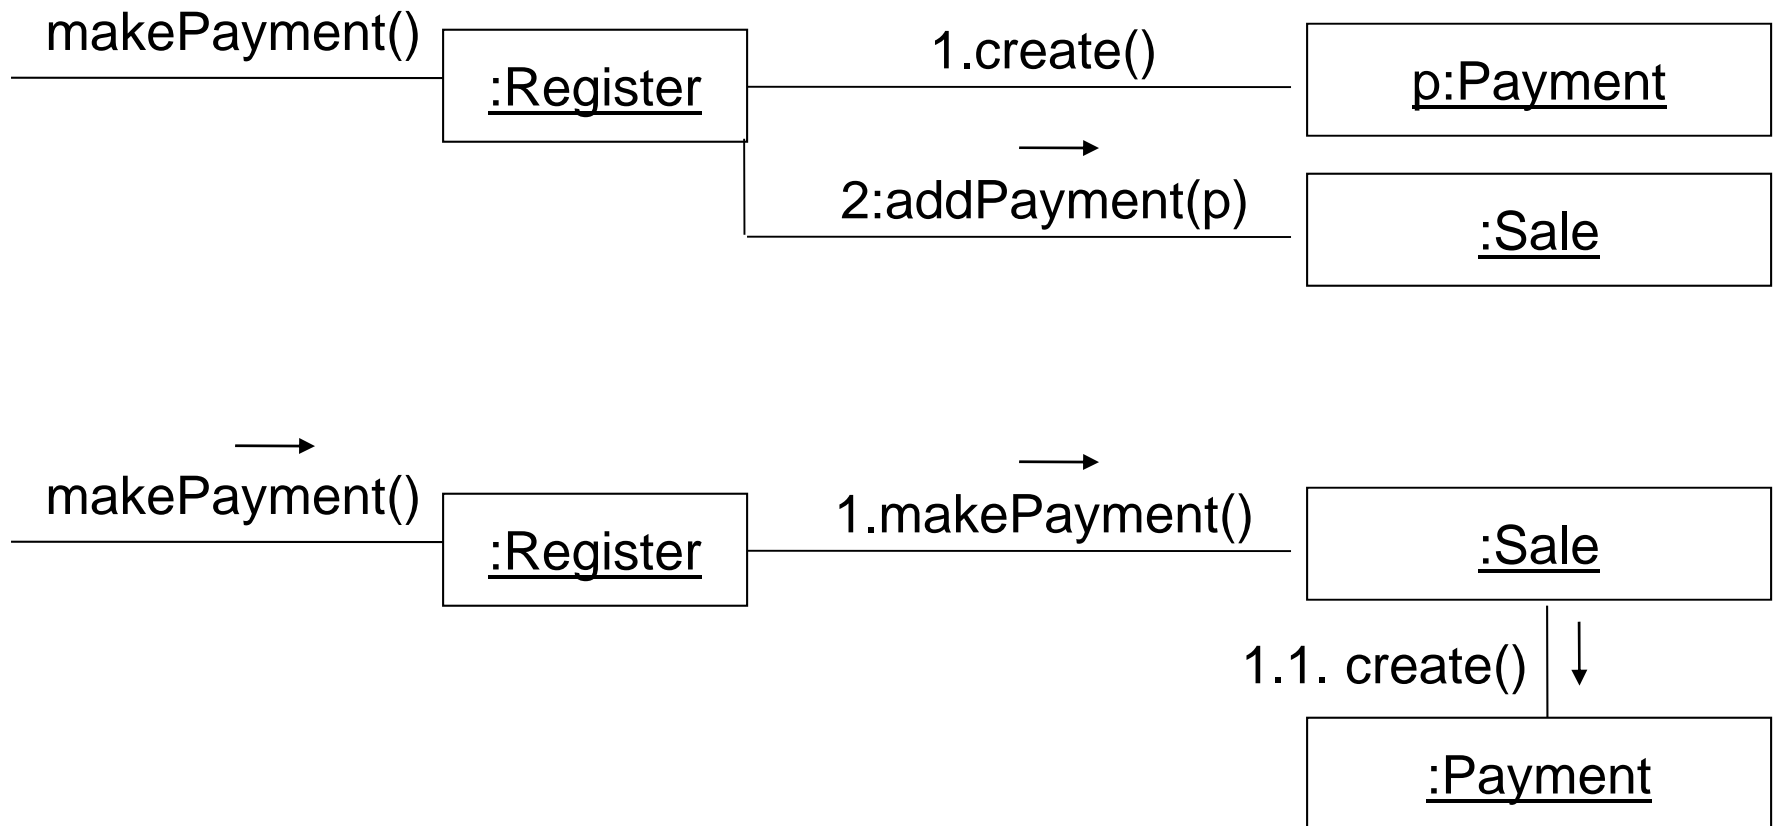 makePayment()
:Register
1.create()
p:Payment
2:addPayment(p)
:Sale
makePayment()
:Register
1.makePayment()
:Sale
1.1. create()
:Payment